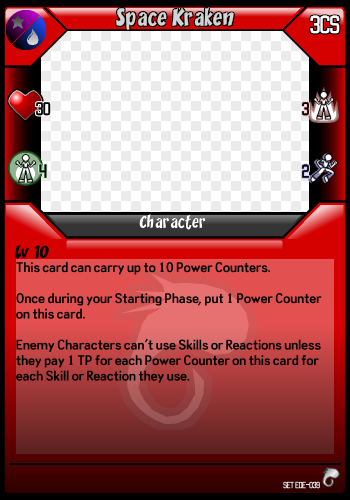 Space Kraken
3CS
20
3
4
2
Character
Lv 10
This card can carry up to 10 Power Counters.
Once during your Starting Phase, put 1 Power Counter
on this card.
Enemy Characters can't use Skills or Reactions unless
they pay 1 TP for each Power Counter on this card for
each Skill or Reaction they use.
SET EDE-039